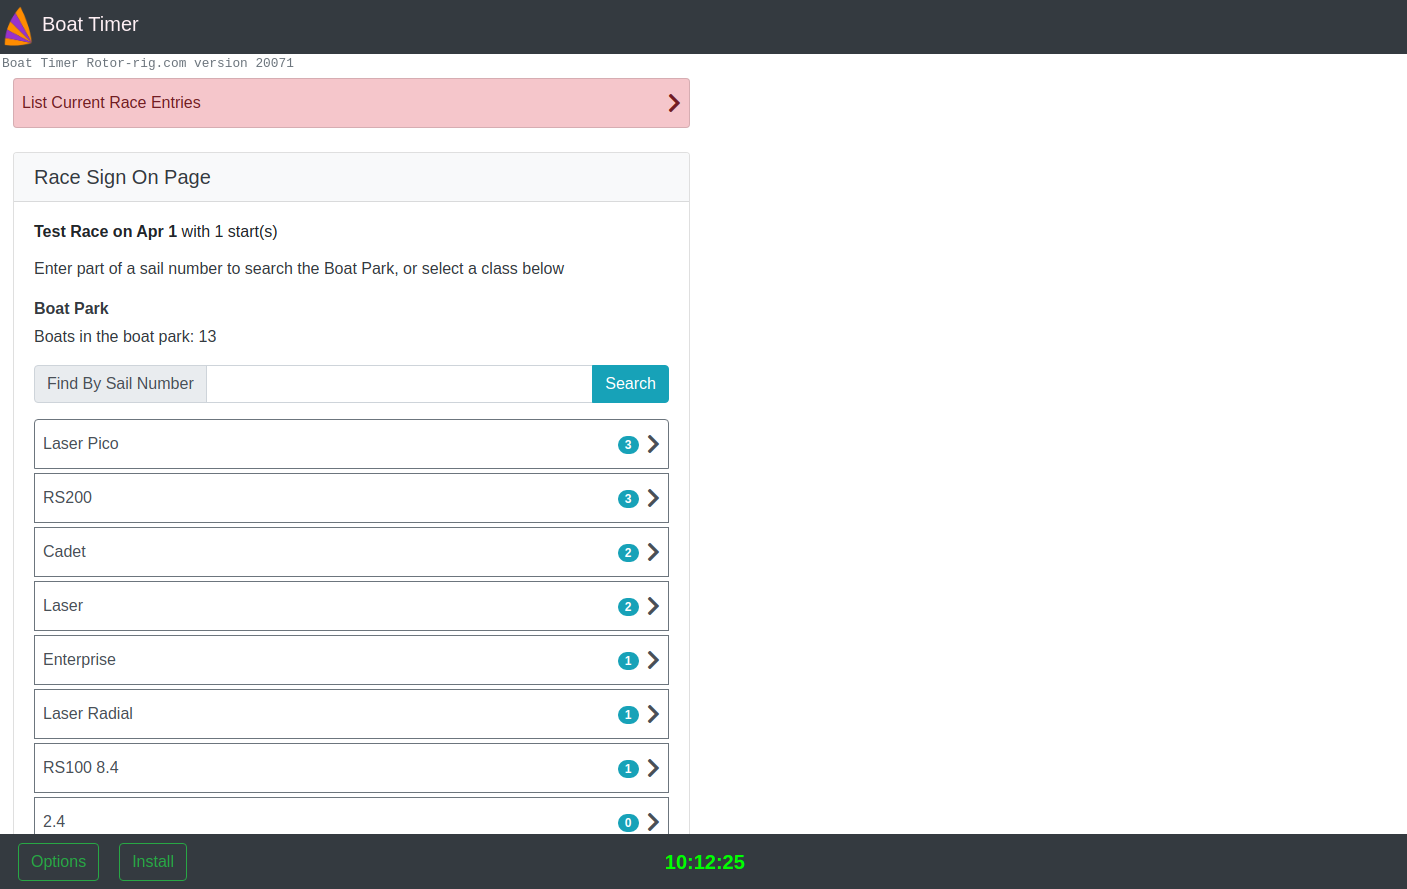 Boat Timer
Boat Timer Rotor-rig.com version 20071
List Current Race Entries
Race Sign On Page
Test Race on Apr 1 with 1 start(s)
Enter part of a sail number to search the Boat Park, or select a class below
Boat Park
Boats in the boat park: 13
Find By Sail Number Search
Laser Pico 3
RS200 3
Cadet 2
Laser 2
Enterprise 1
Laser Radial 1
RS100 8.4 1
2.4 0
Options Install 10:12:25